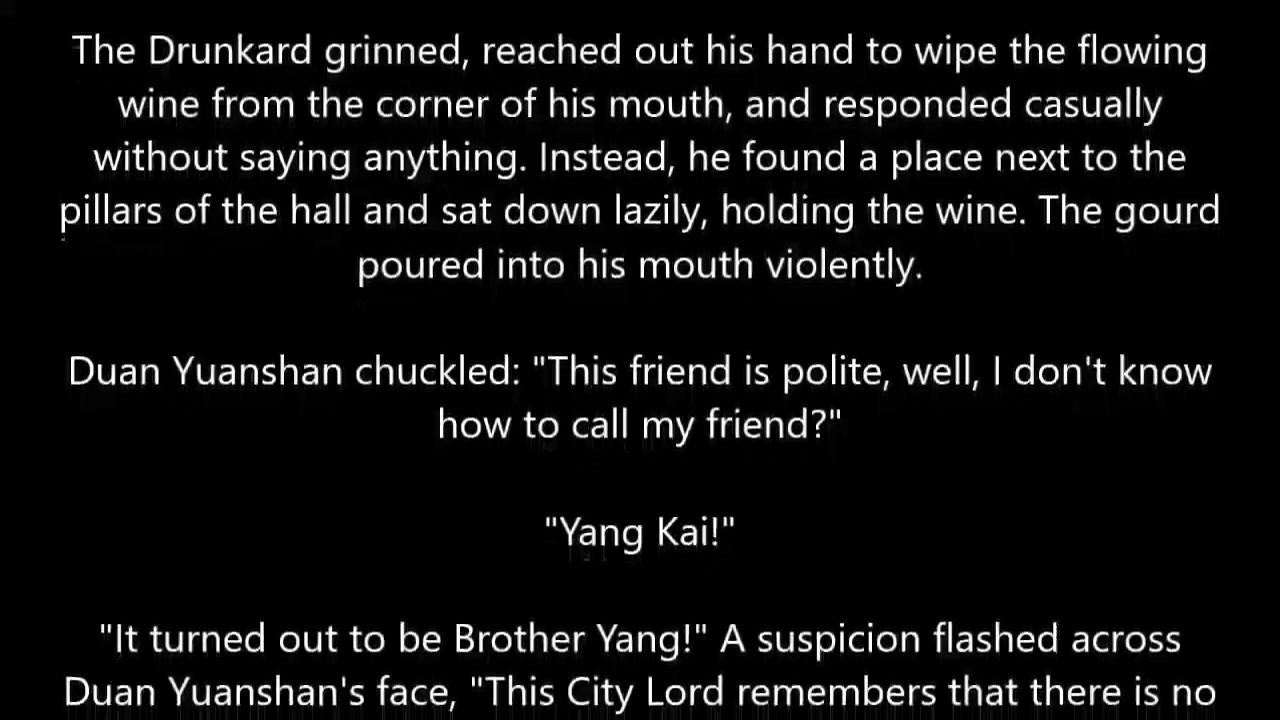 The Drunkard grinned, reached out his hand to wipe the flowing
wine from the corner of his mouth, and responded casually
without saying anything. Instead, he found a place next to the
pillars of the hall and sat down lazily, holding the wine. The gourd
poured into his mouth violently.
Duan Yuanshan chuckled: "This friend is polite, well, I don't know
how to call my friend?"
"Yang Kai!"
"It turned out to be Brother Yang!" A suspicion flashed across
Duan Yuanshan's face, "This City Lord remembers that there is no